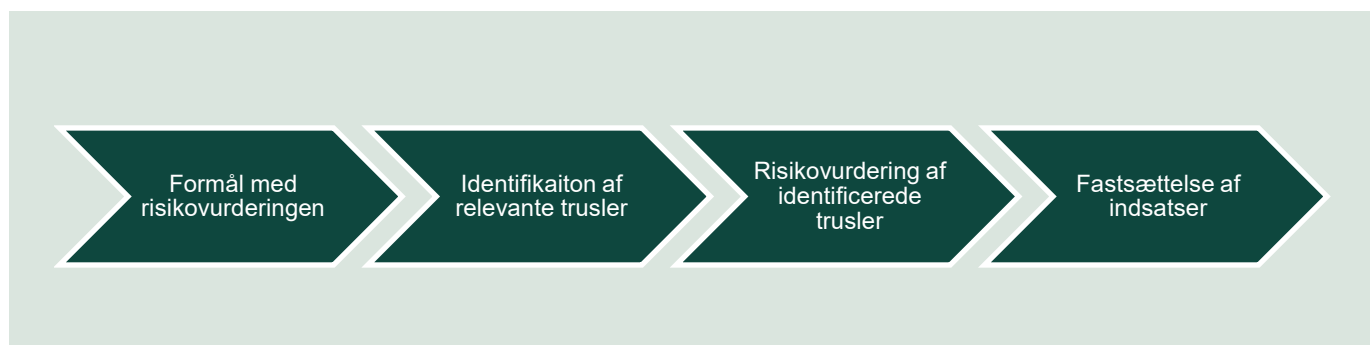 Formål med
risikovurderingen
Identifikaiton af
relevante trusler
Risikovurdering af
identificerede
trusler
Fastsættelse af
indsatser